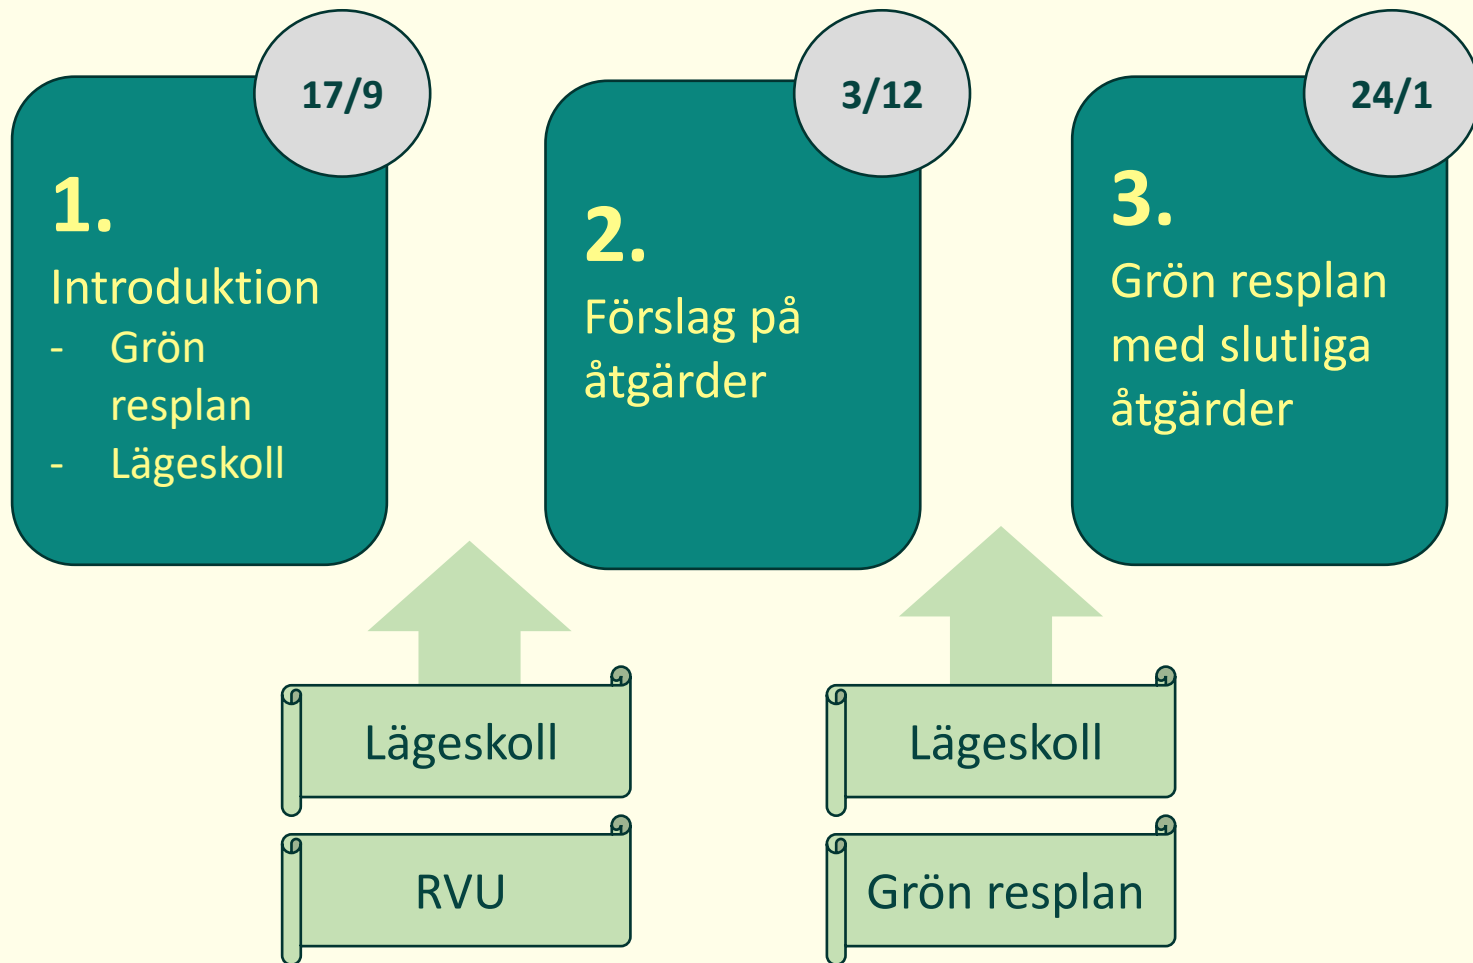 17/9
1.
Introduktion
- Grön
resplan
- Lägeskoll
3/12
2.
Förslag på
åtgärder
24/1
3.
Grön resplan
med slutliga
åtgärder
Lägeskoll
RVU
Lägeskoll
Grön resplan